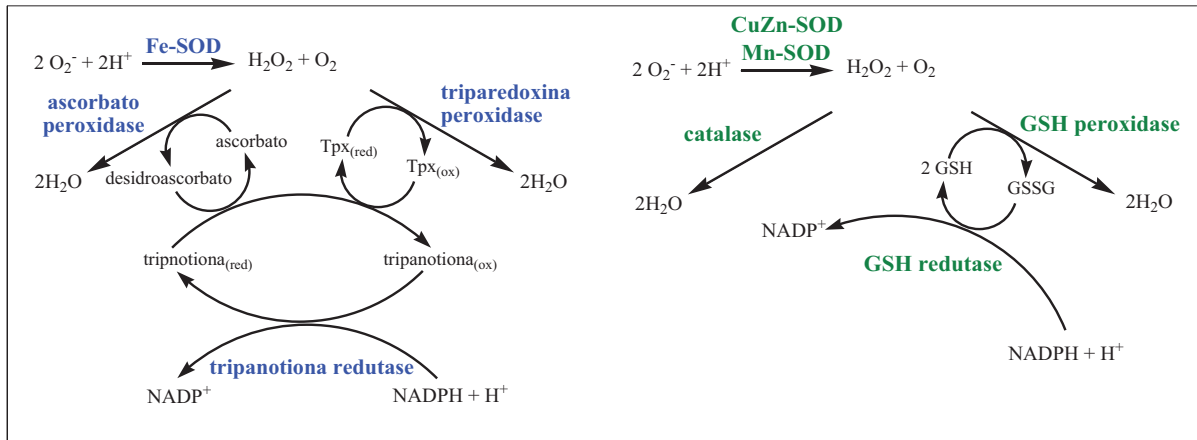 Fe-SOD
2 O₂⁻ + 2H⁺
H₂O₂ + O₂
ascorbato
peroxidase
triparedoxina
peroxidase
ascorbato
Tpx(red)
Tpx(ox)
2H₂O
desidroascorbato
2H₂O
tripnotiona(red)
tripanotiona(ox)
tripanotiona redutase
NADP⁺
NADPH + H⁺
CuZn-SOD
Mn-SOD
2 O₂⁻ + 2H⁺
H₂O₂ + O₂
catalase
GSH peroxidase
2 GSH
GSSG
2H₂O
2H₂O
NADP⁺
GSH redutase
NADPH + H⁺